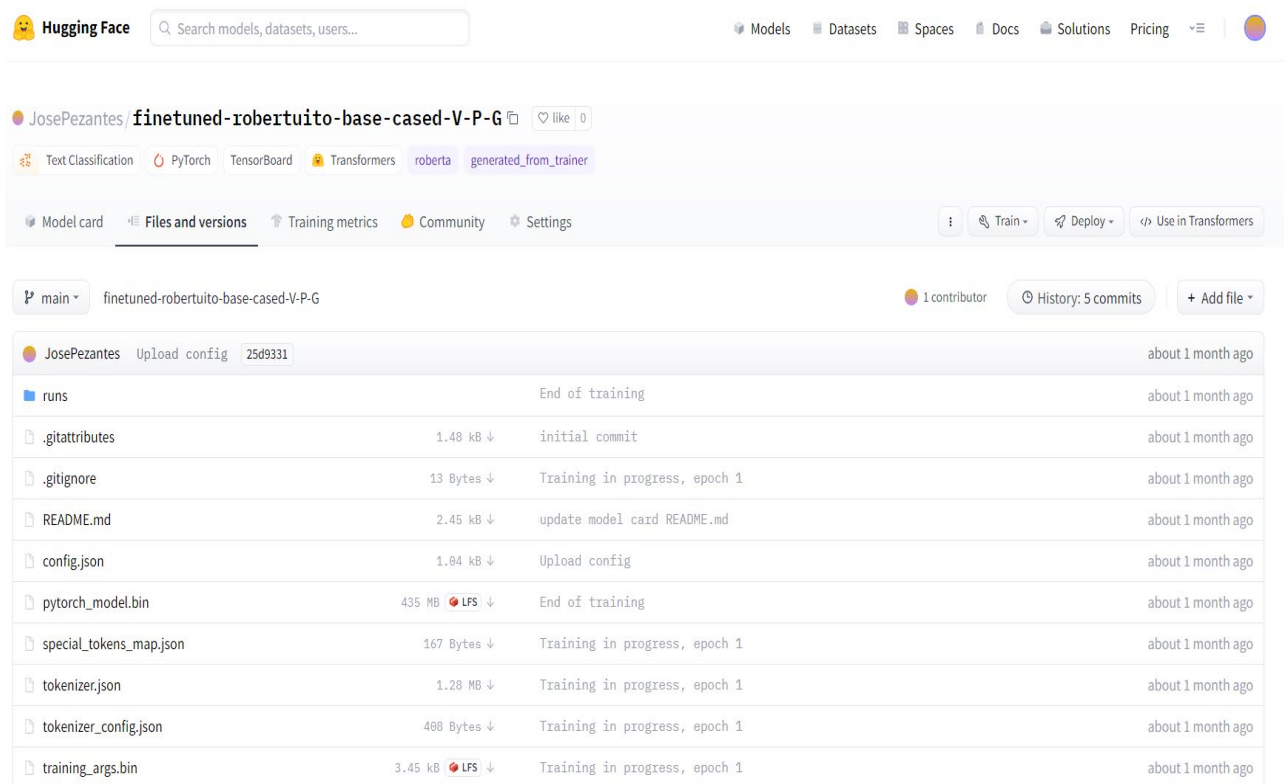 Hugging Face Search models, datasets, users... Models Datasets Spaces Docs Solutions Pricing
JosePezantes/finetuned-robertuito-base-cased-V-P-G like 0
Text Classification PyTorch TensorBoard Transformers roberta generated_from_trainer
Model card Files and versions Training metrics Community Settings Train Deploy </> Use in Transformers
main finetuned-robertuito-base-cased-V-P-G 1 contributor History: 5 commits + Add file
JosePezantes Upload config 25d9331 about 1 month ago
runs End of training about 1 month ago
.gitattributes 1.48 kB initial commit about 1 month ago
.gitignore 13 Bytes Training in progress, epoch 1 about 1 month ago
README.md 2.45 kB update model card README.md about 1 month ago
config.json 1.04 kB Upload config about 1 month ago
pytorch_model.bin 435 MB LFS End of training about 1 month ago
special_tokens_map.json 167 Bytes Training in progress, epoch 1 about 1 month ago
tokenizer.json 1.28 MB Training in progress, epoch 1 about 1 month ago
tokenizer_config.json 408 Bytes Training in progress, epoch 1 about 1 month ago
training_args.bin 3.45 kB LFS Training in progress, epoch 1 about 1 month ago